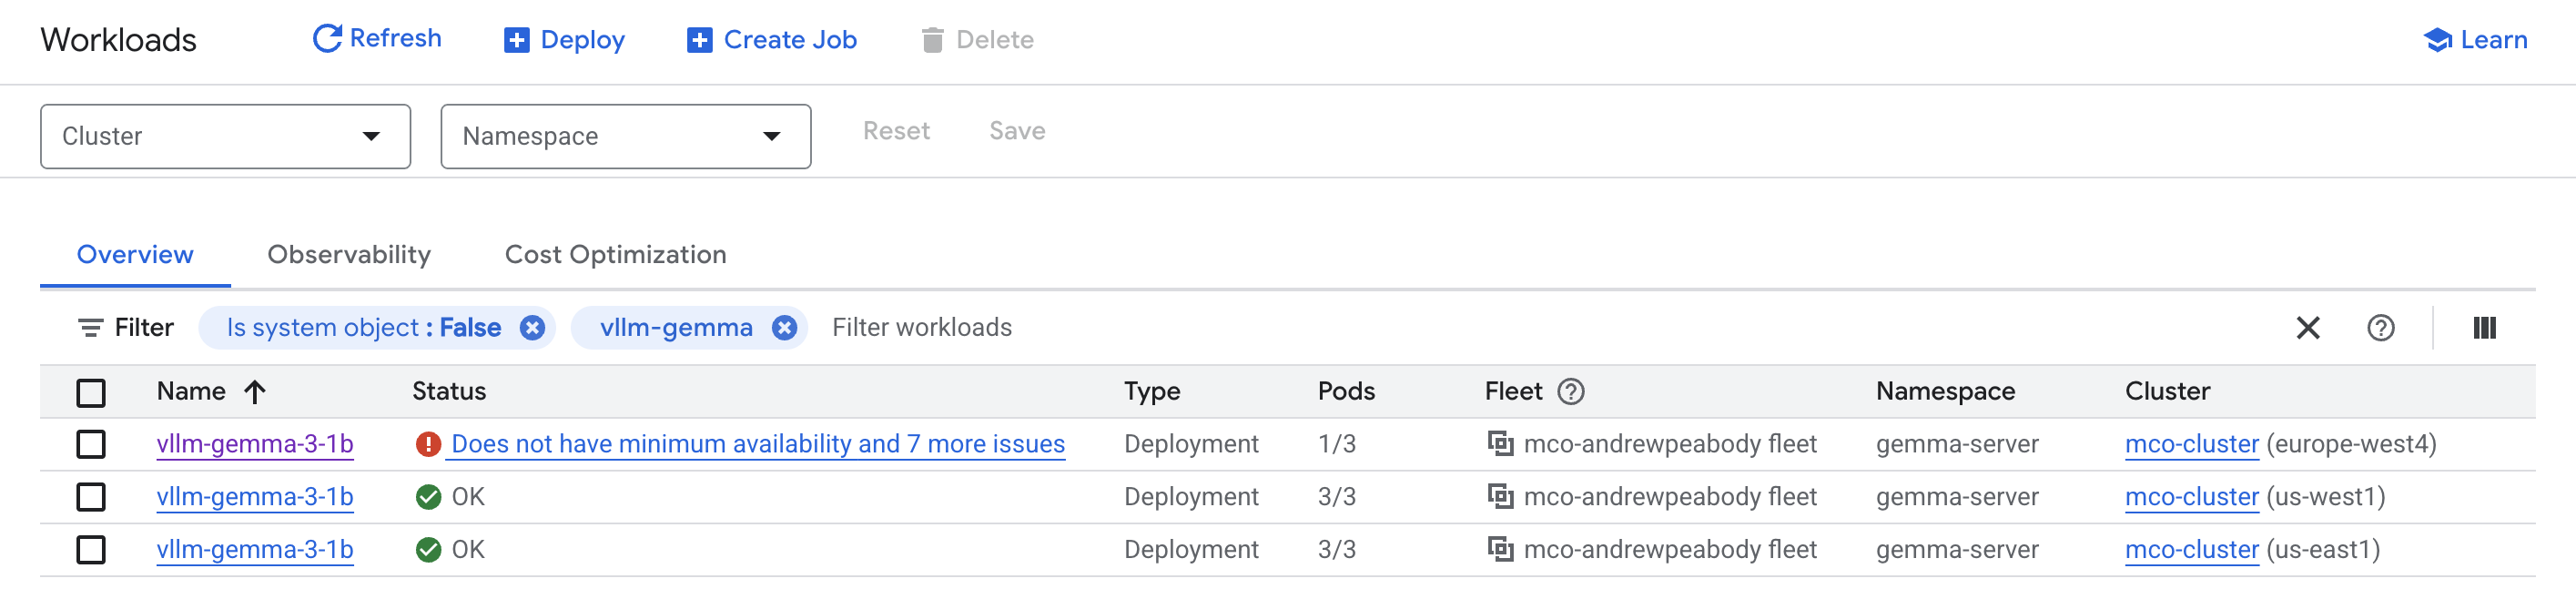 Workloads Refresh Deploy Create Job Delete Learn
Cluster Namespace Reset Save
Overview Observability Cost Optimization
Filter Is system object : False vllm-gemma Filter workloads
Name Status Type Pods Fleet Namespace Cluster
vllm-gemma-3-1b Does not have minimum availability and 7 more issues Deployment 1/3 mco-andrewpeabody fleet gemma-server mco-cluster (europe-west4)
vllm-gemma-3-1b OK Deployment 3/3 mco-andrewpeabody fleet gemma-server mco-cluster (us-west1)
vllm-gemma-3-1b OK Deployment 3/3 mco-andrewpeabody fleet gemma-server mco-cluster (us-east1)